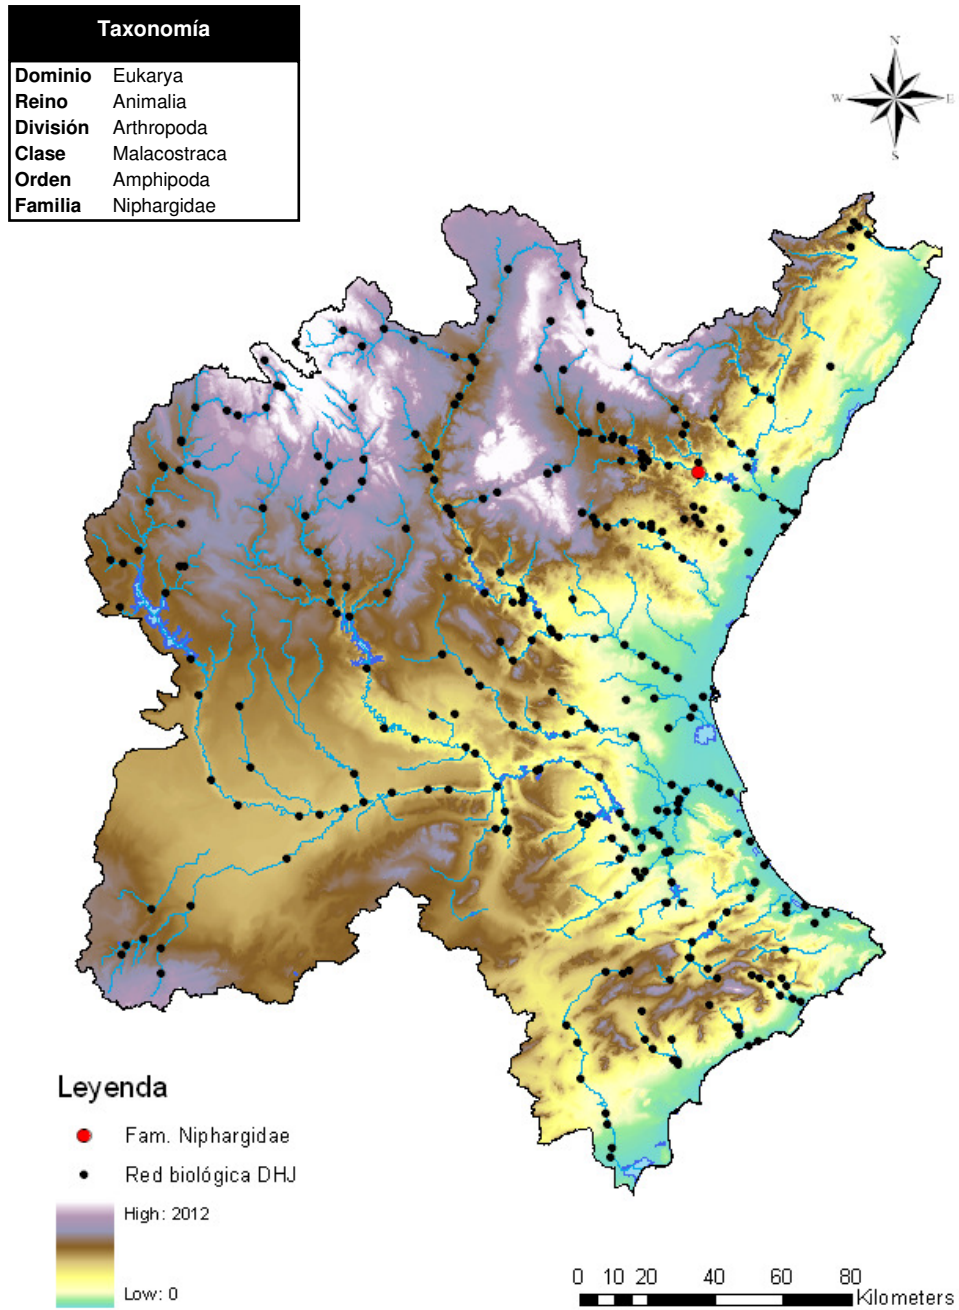 Taxonomía
Dominio Eukarya
Reino Animalia
División Arthropoda
Clase Malacostraca
Orden Amphipoda
Familia Niphargidae
N
W E
S
Leyenda
Fam. Niphargidae
Red biológica DHJ
High: 2012
Low: 0
0 10 20 40 60 80
Kilometers